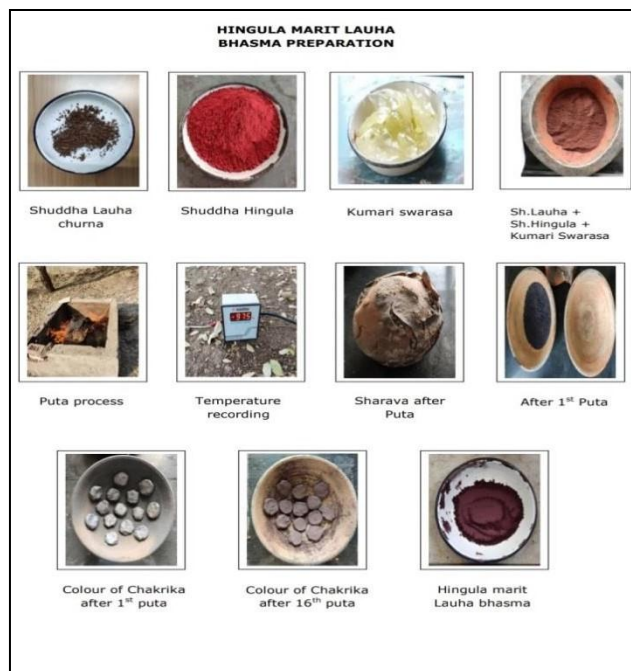 HINGULA MARIT LAUHA
BHASMA PREPARATION
Shuddha Lauha
churna
Shuddha Hingula
Kumari swarasa
Sh.Lauha +
Sh.Hingula +
Kumari Swarasa
Puta process
Temperature
recording
Sharava after
Puta
After 1st Puta
Colour of Chakrika
after 1st puta
Colour of Chakrika
after 16th puta
Hingula marit
Lauha bhasma